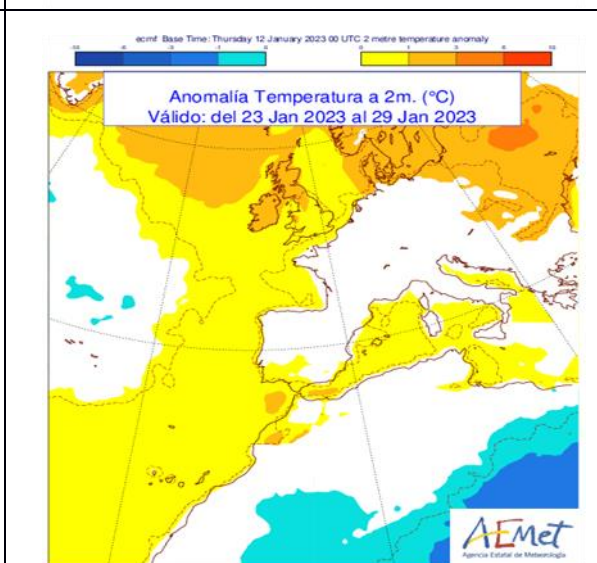 ecmf Base Time: Thursday 12 January 2023 00 UTC 2 metre temperature anomaly
Anomalía Temperatura a 2m. (°C)
Válido: del 23 Jan 2023 al 29 Jan 2023
AEMet
Agencia Estatal de Meteorología